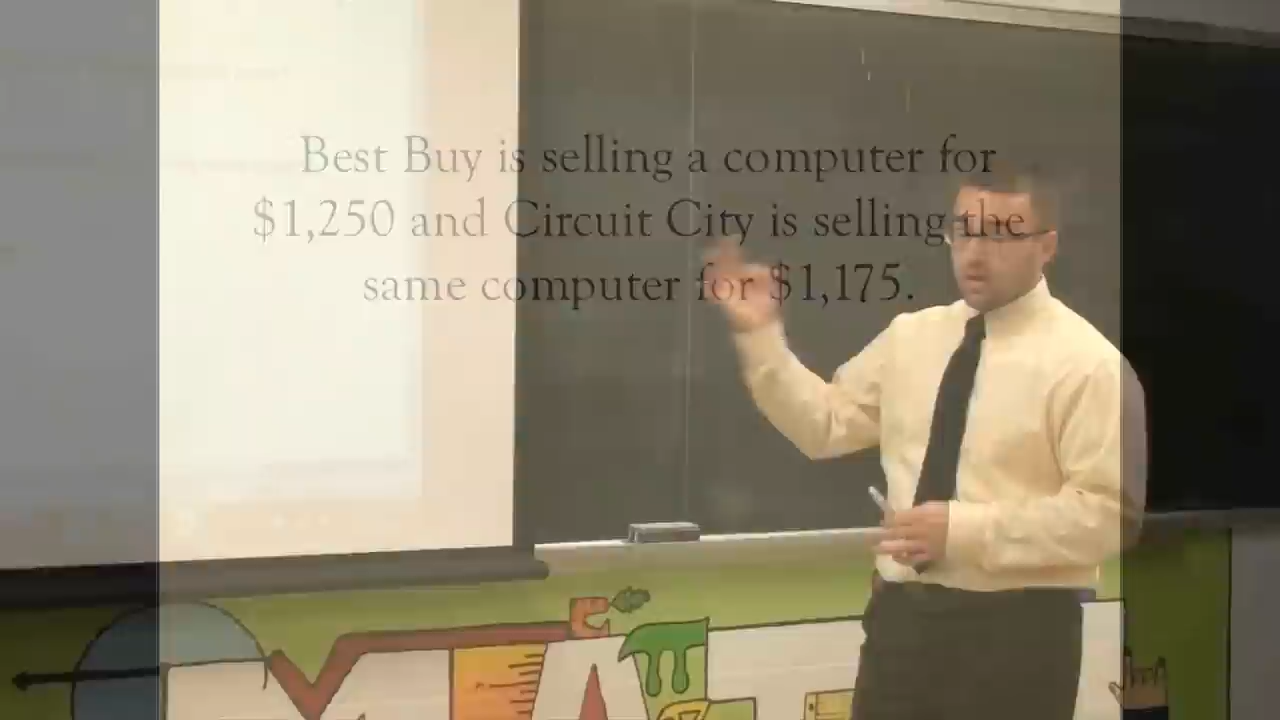 Best Buy is selling a computer for
$1,250 and Circuit City is selling the
same computer for $1,175.
MAT